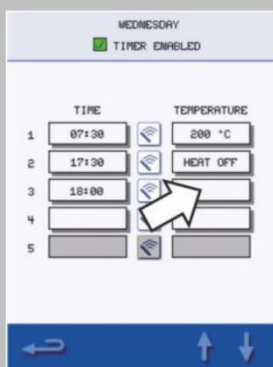 WEDNESDAY
TIMER ENABLED
TIME TEMPERATURE
1 07:30 200 °C
2 17:30 HEAT OFF
3 18:00
4
5